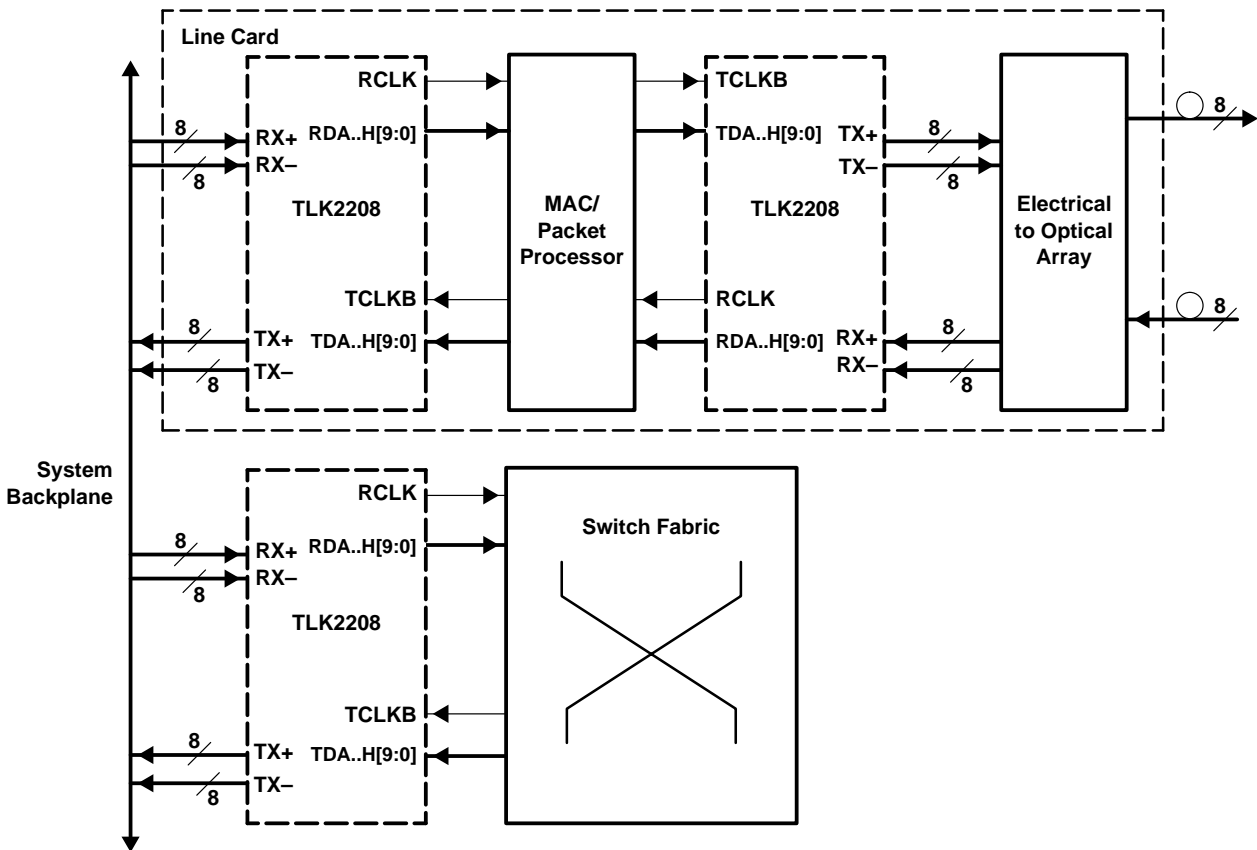 Line Card
RCLK
RX+
RX–
8
8
RDA..H[9:0]
TLK2208
TCLKB
TX+
TX–
8
8
TDA..H[9:0]
MAC/
Packet
Processor
TCLKB
TDA..H[9:0]
TX+
TX–
8
8
TLK2208
RCLK
RDA..H[9:0]
RX+
RX–
8
8
Electrical
to Optical
Array
8
8
System
Backplane
RCLK
RX+
RX–
8
8
RDA..H[9:0]
TLK2208
TCLKB
TX+
TX–
8
8
TDA..H[9:0]
Switch Fabric